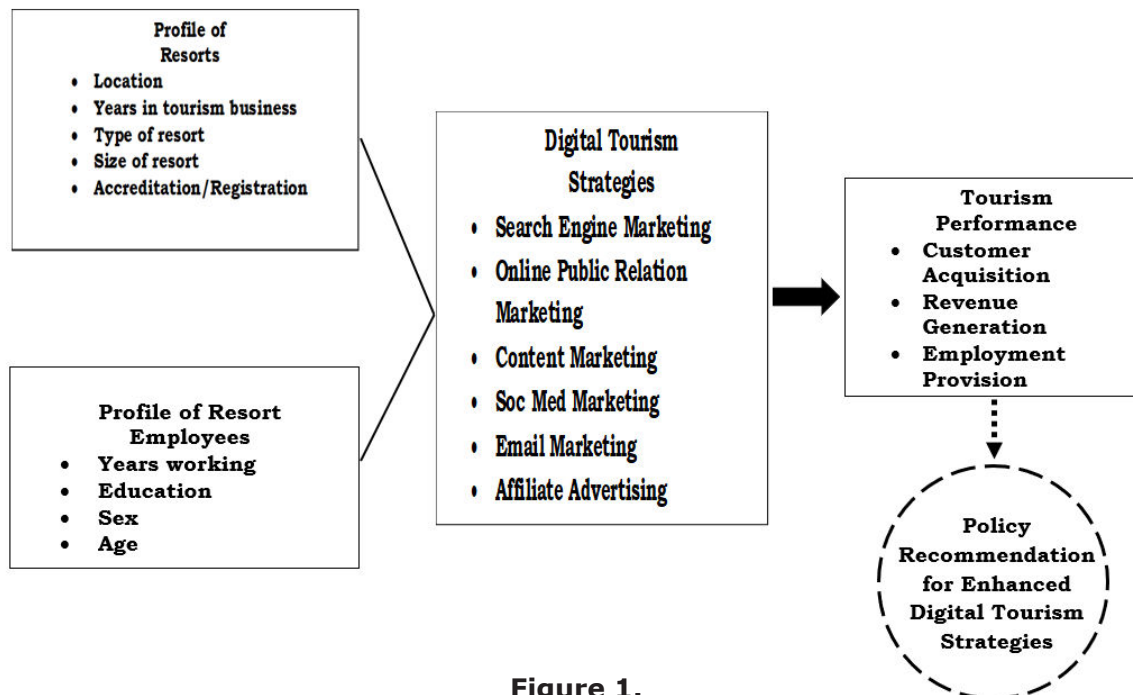 Profile of
Resorts
• Location
• Years in tourism business
• Type of resort
• Size of resort
• Accreditation/Registration
Profile of Resort
Employees
• Years working
• Education
• Sex
• Age
Digital Tourism
Strategies
• Search Engine Marketing
• Online Public Relation
Marketing
• Content Marketing
• Soc Med Marketing
• Email Marketing
• Affiliate Advertising
Tourism
Performance
• Customer
Acquisition
• Revenue
Generation
• Employment
Provision
Policy
Recommendation
for Enhanced
Digital Tourism
Strategies
Figure 1.